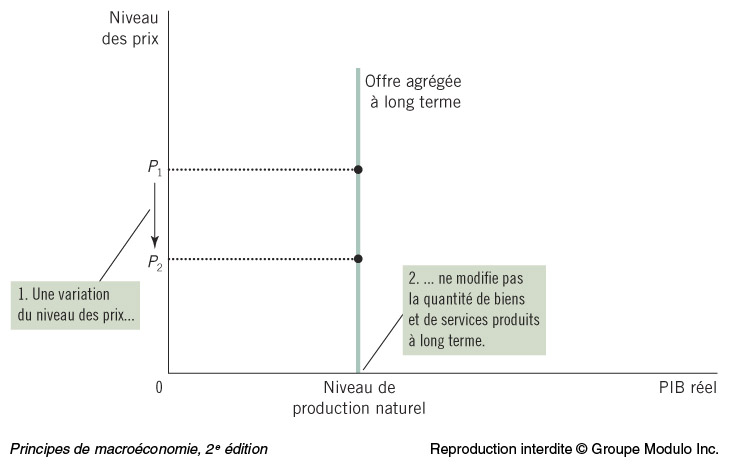 Niveau
des prix
Offre agrégée
à long terme
P1
P2
1. Une variation
du niveau des prix...
2. ... ne modifie pas
la quantité de biens
et de services produits
à long terme.
0
Niveau de
production naturel
PIB réel
Principes de macroéconomie, 2e édition
Reproduction interdite © Groupe Modulo Inc.